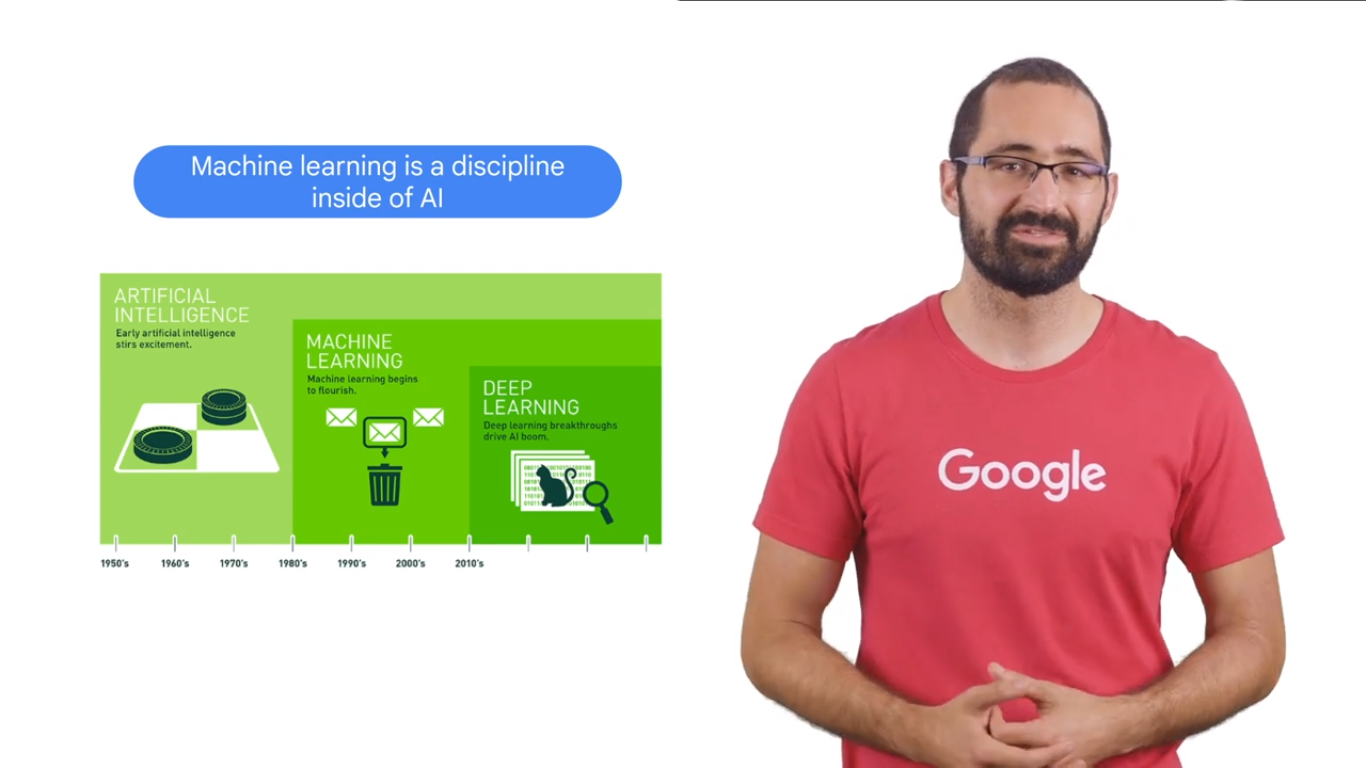 Machine learning is a discipline
inside of AI
ARTIFICIAL
INTELLIGENCE
Early artificial intelligence
stirs excitement.
MACHINE
LEARNING
Machine learning begins
to flourish.
DEEP
LEARNING
Deep learning breakthroughs
drive AI boom.
1950's 1960's 1970's 1980's 1990's 2000's 2010's
Google